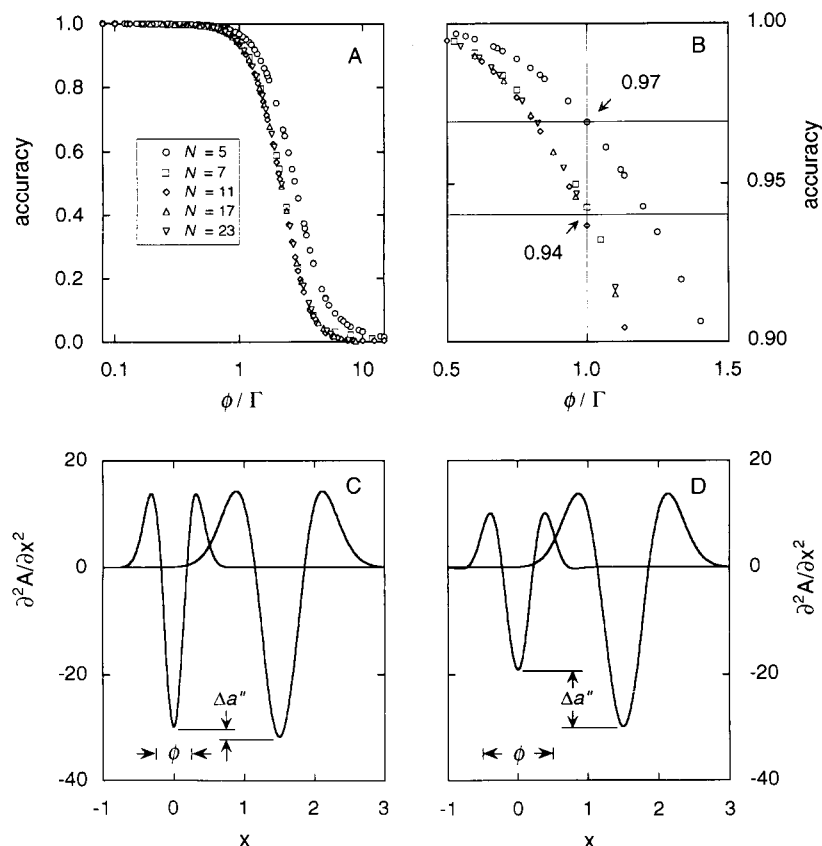 1.0
0.8
0.6
0.4
0.2
0.0
accuracy
A
N = 5
N = 7
N = 11
N = 17
N = 23
0.1
1
10
ϕ / Γ
B
0.97
0.94
1.00
0.95
0.90
accuracy
0.5
1.0
1.5
ϕ / Γ
20
0
-20
-40
∂²A/∂x²
C
Δa″
ϕ
-1
0
1
2
3
x
D
Δa″
ϕ
20
0
-20
-40
∂²A/∂x²
-1
0
1
2
3
x